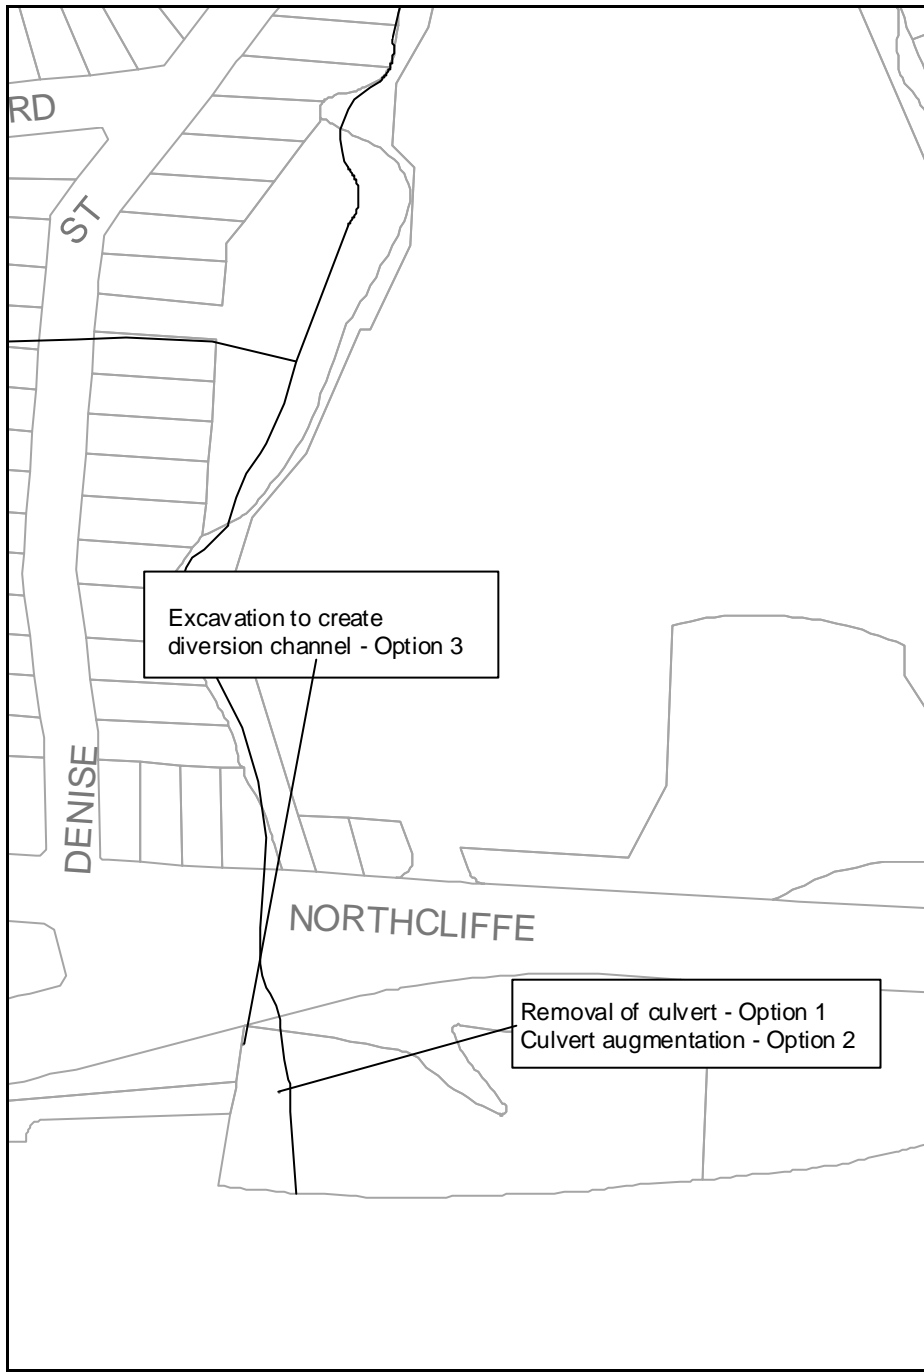 RD
ST
Excavation to create
diversion channel - Option 3
DENISE
NORTHCLIFFE
Removal of culvert - Option 1
Culvert augmentation - Option 2